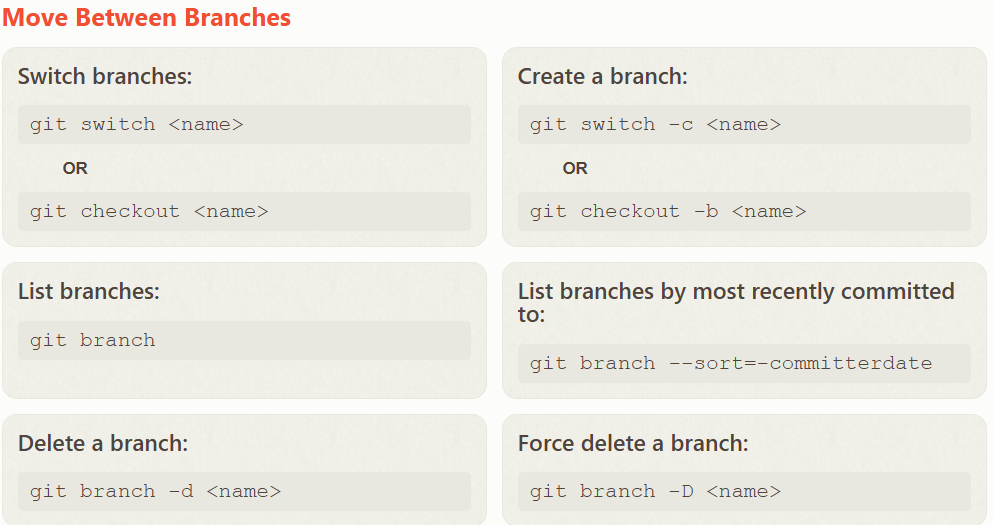 Move Between Branches
Switch branches:
git switch <name>
OR
git checkout <name>
Create a branch:
git switch -c <name>
OR
git checkout -b <name>
List branches:
git branch
List branches by most recently committed
to:
git branch --sort=-committerdate
Delete a branch:
git branch -d <name>
Force delete a branch:
git branch -D <name>